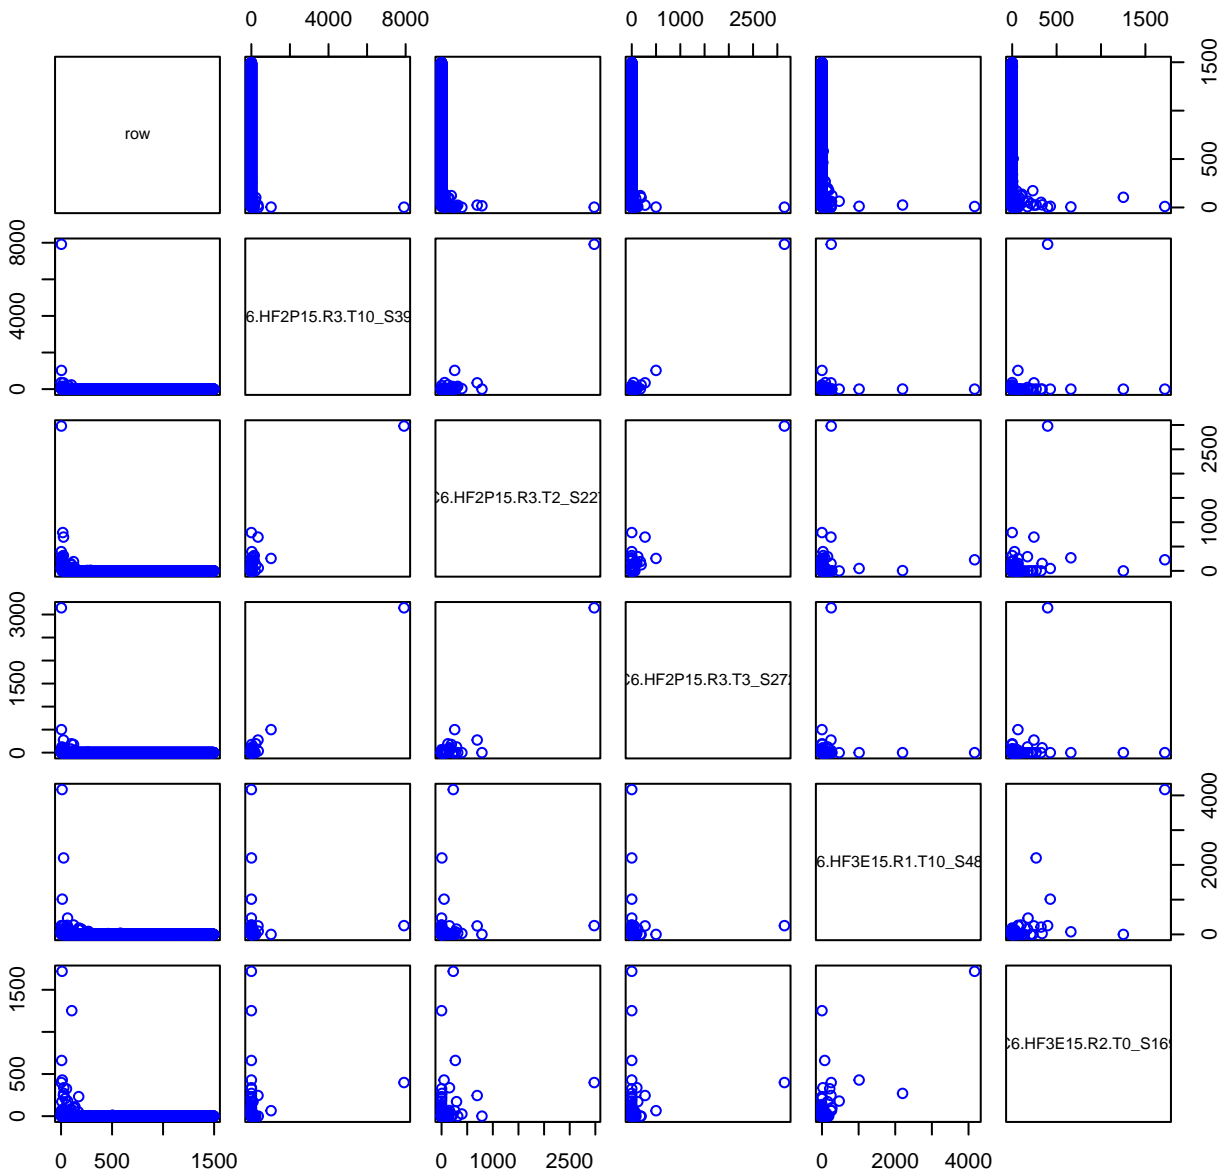 0 4000 8000 0 1000 2500 0 500 1500
row
0 500 1500
6.HF2P15.R3.T10_S39
0 4000 8000
C6.HF2P15.R3.T2_S22
0 1000 2500
C6.HF2P15.R3.T3_S27
0 1500 3000
6.HF3E15.R1.T10_S48
0 2000 4000
C6.HF3E15.R2.T0_S16
0 500 1500
0 500 1500 0 1000 2500 0 2000 4000